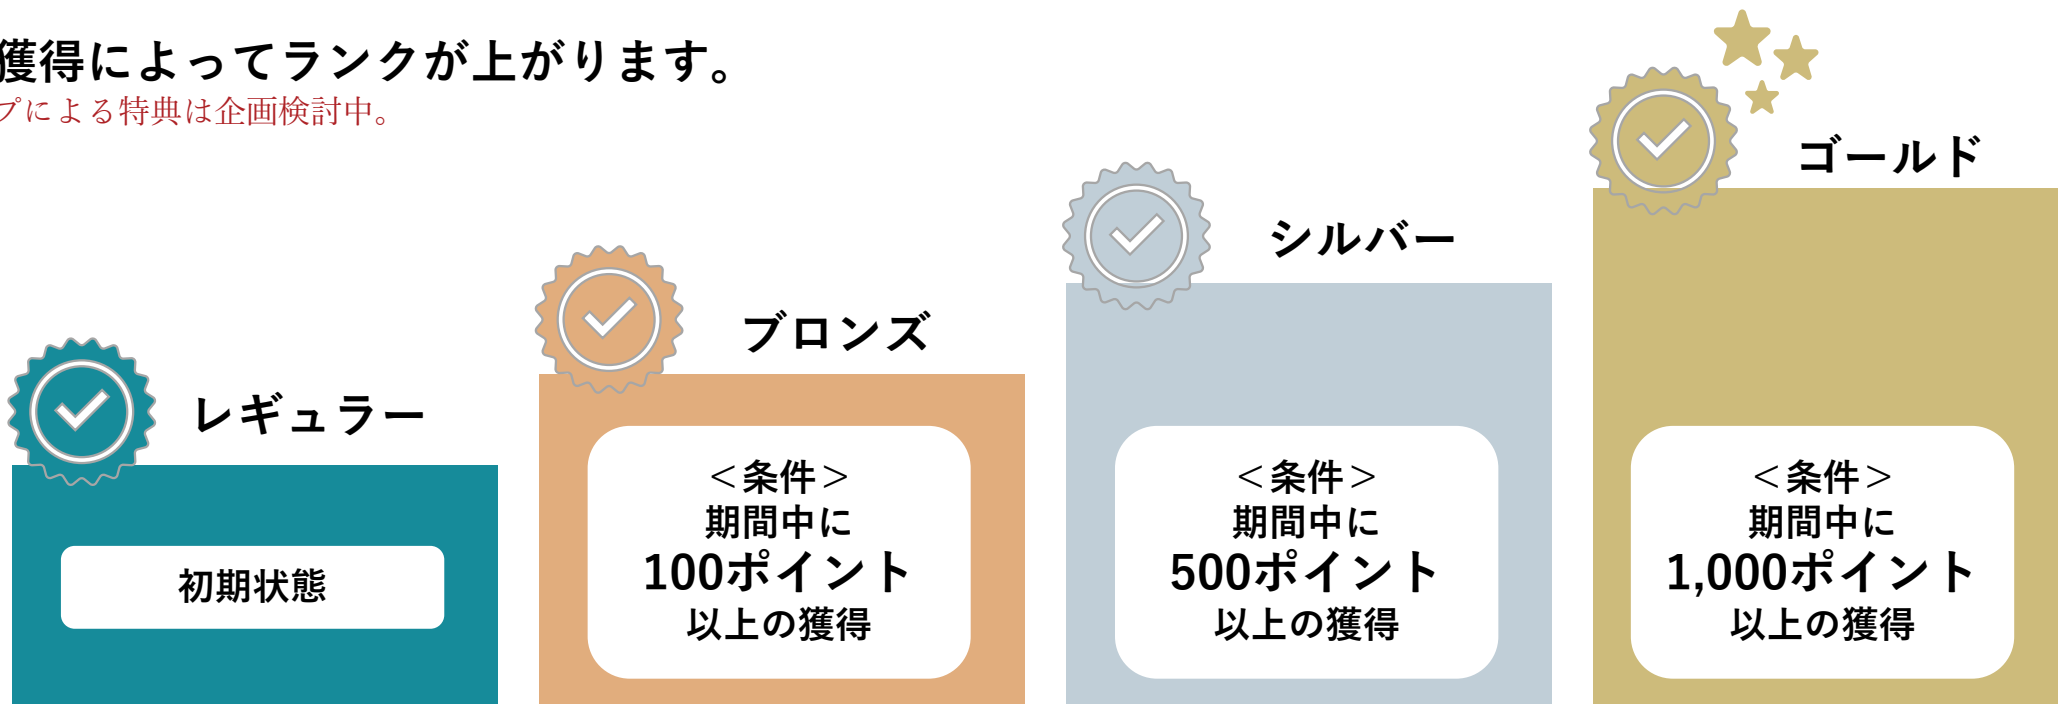 獲得によってランクが上がります。
プによる特典は企画検討中。
ゴールド
シルバー
ブロンズ
レギュラー
初期状態
＜条件＞
期間中に
100ポイント
以上の獲得
＜条件＞
期間中に
500ポイント
以上の獲得
＜条件＞
期間中に
1,000ポイント
以上の獲得